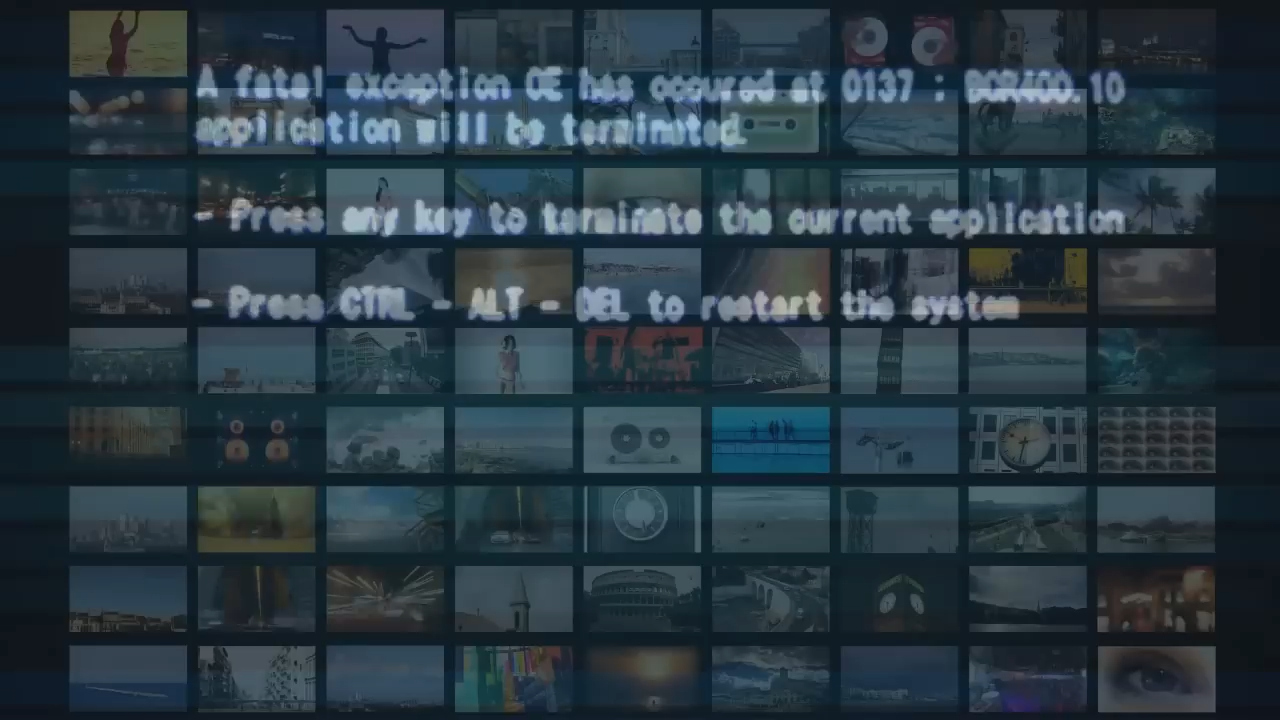 A fatal exception OE has occured at 0137 : BOR400.10
application will be terminated.
- Press any key to terminate the current application
- Press CTRL - ALT - DEL to restart the system